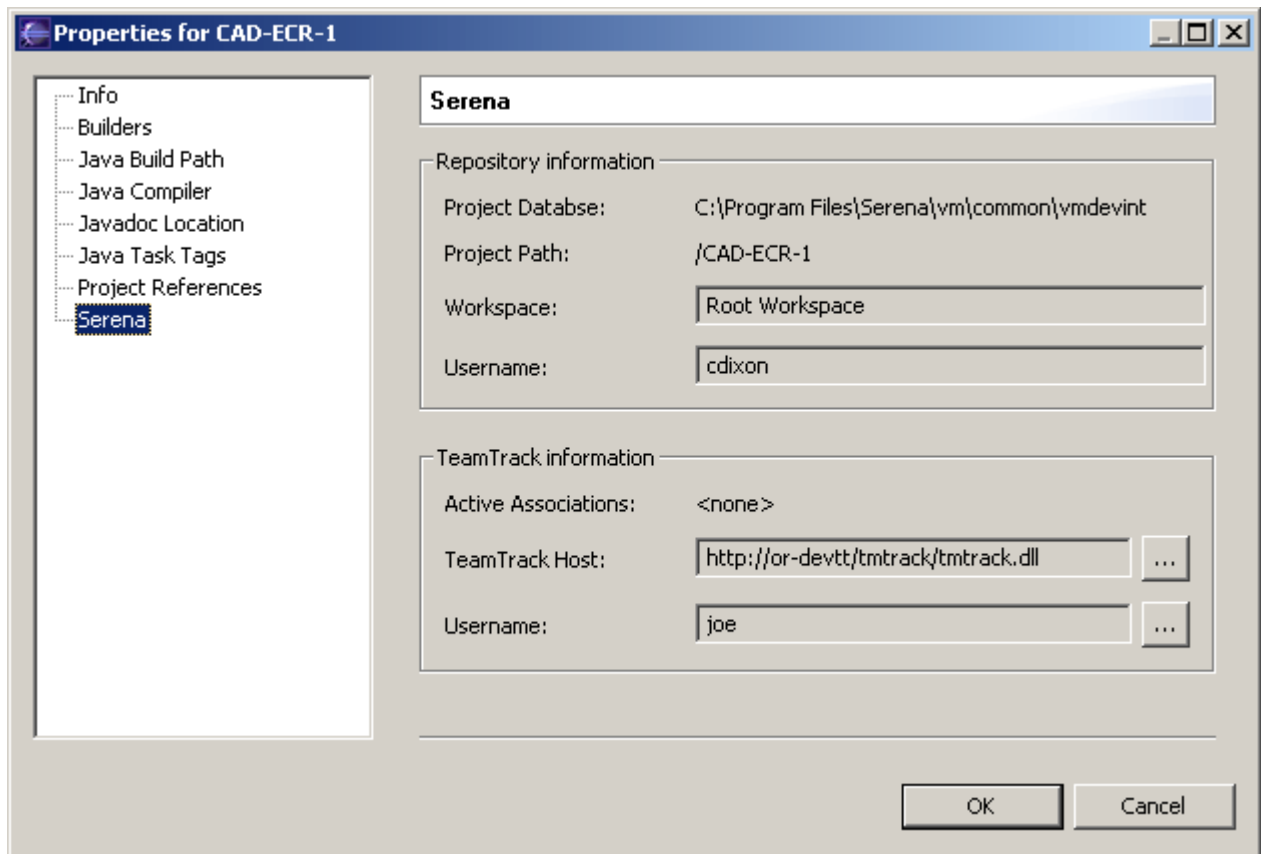 Properties for CAD-ECR-1
Info
Builders
Java Build Path
Java Compiler
Javadoc Location
Java Task Tags
Project References
Serena
Serena
Repository information
Project Databse: C:\Program Files\Serena\vm\common\vmdevint
Project Path: /CAD-ECR-1
Workspace: Root Workspace
Username: cdixon
TeamTrack information
Active Associations: <none>
TeamTrack Host: http://or-devtt/tmtrack/tmtrack.dll ...
Username: joe ...
OK Cancel